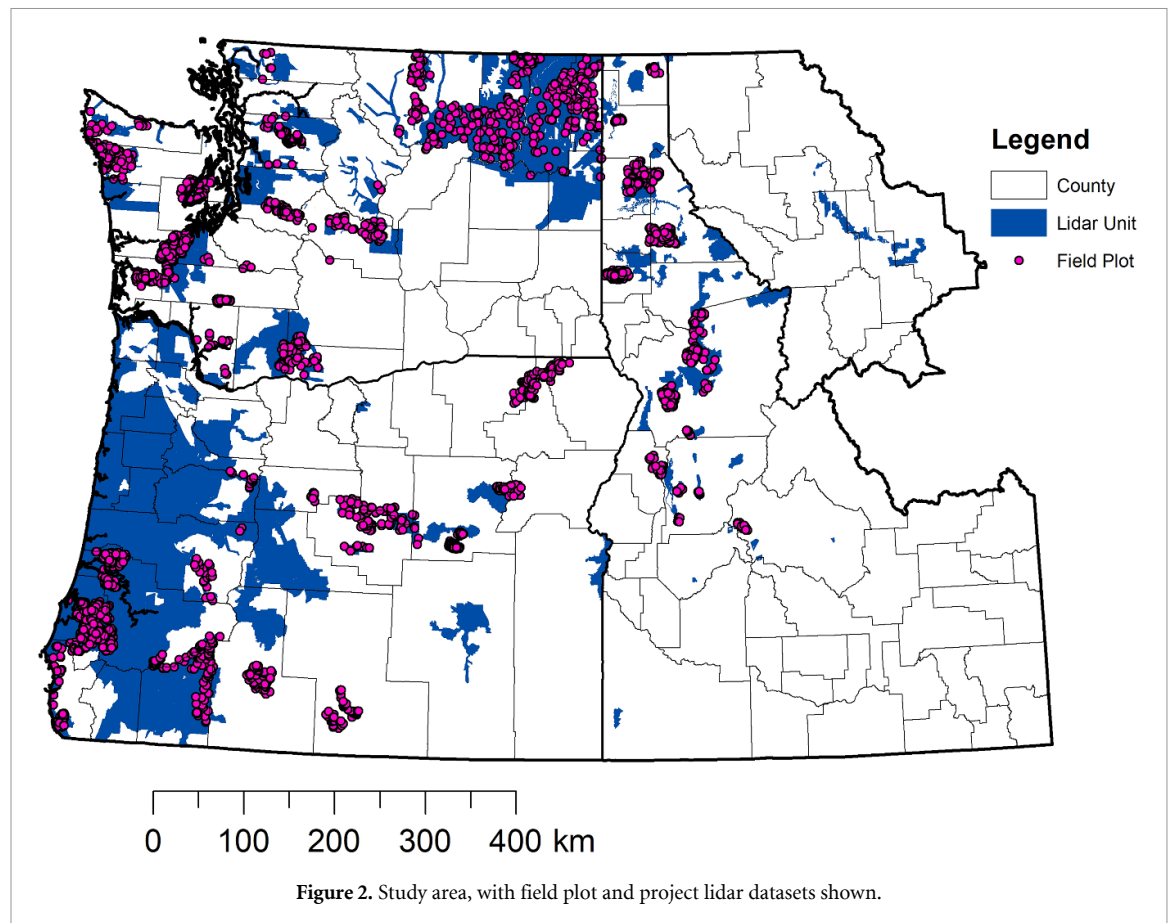 Legend
County
Lidar Unit
Field Plot
0 100 200 300 400 km
Figure 2. Study area, with field plot and project lidar datasets shown.